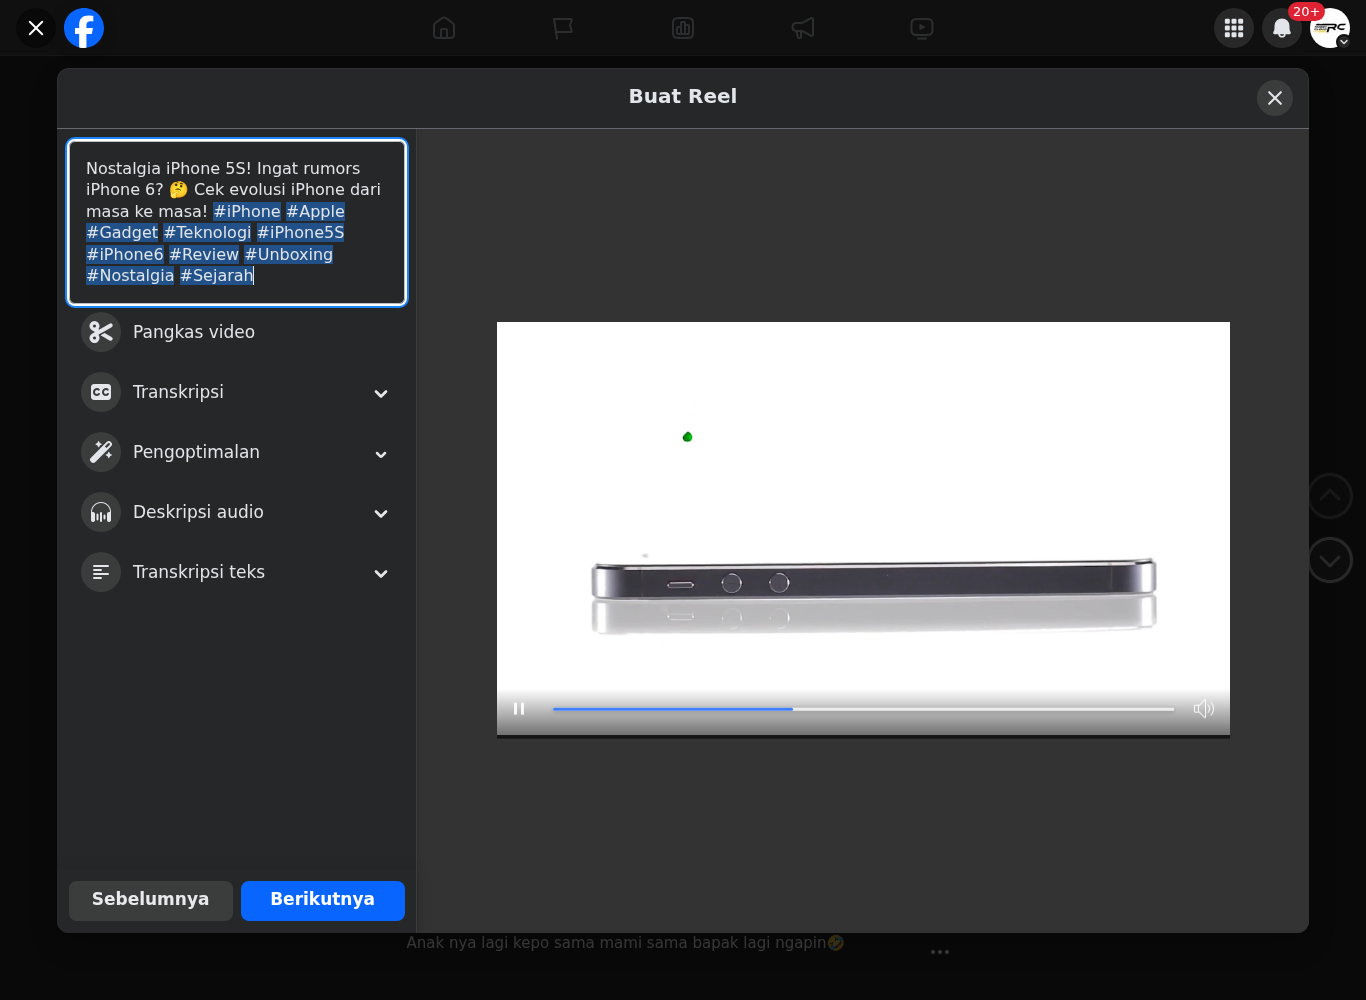 20+
Buat Reel
Nostalgia iPhone 5S! Ingat rumors
iPhone 6? 🤔 Cek evolusi iPhone dari
masa ke masa! #iPhone #Apple
#Gadget #Teknologi #iPhone5S
#iPhone6 #Review #Unboxing
#Nostalgia #Sejarah
Pangkas video
CC Transkripsi
Pengoptimalan
Deskripsi audio
Transkripsi teks
Sebelumnya
Berikutnya
Anak nya lagi kepo sama mami sama bapak lagi ngapin🤣